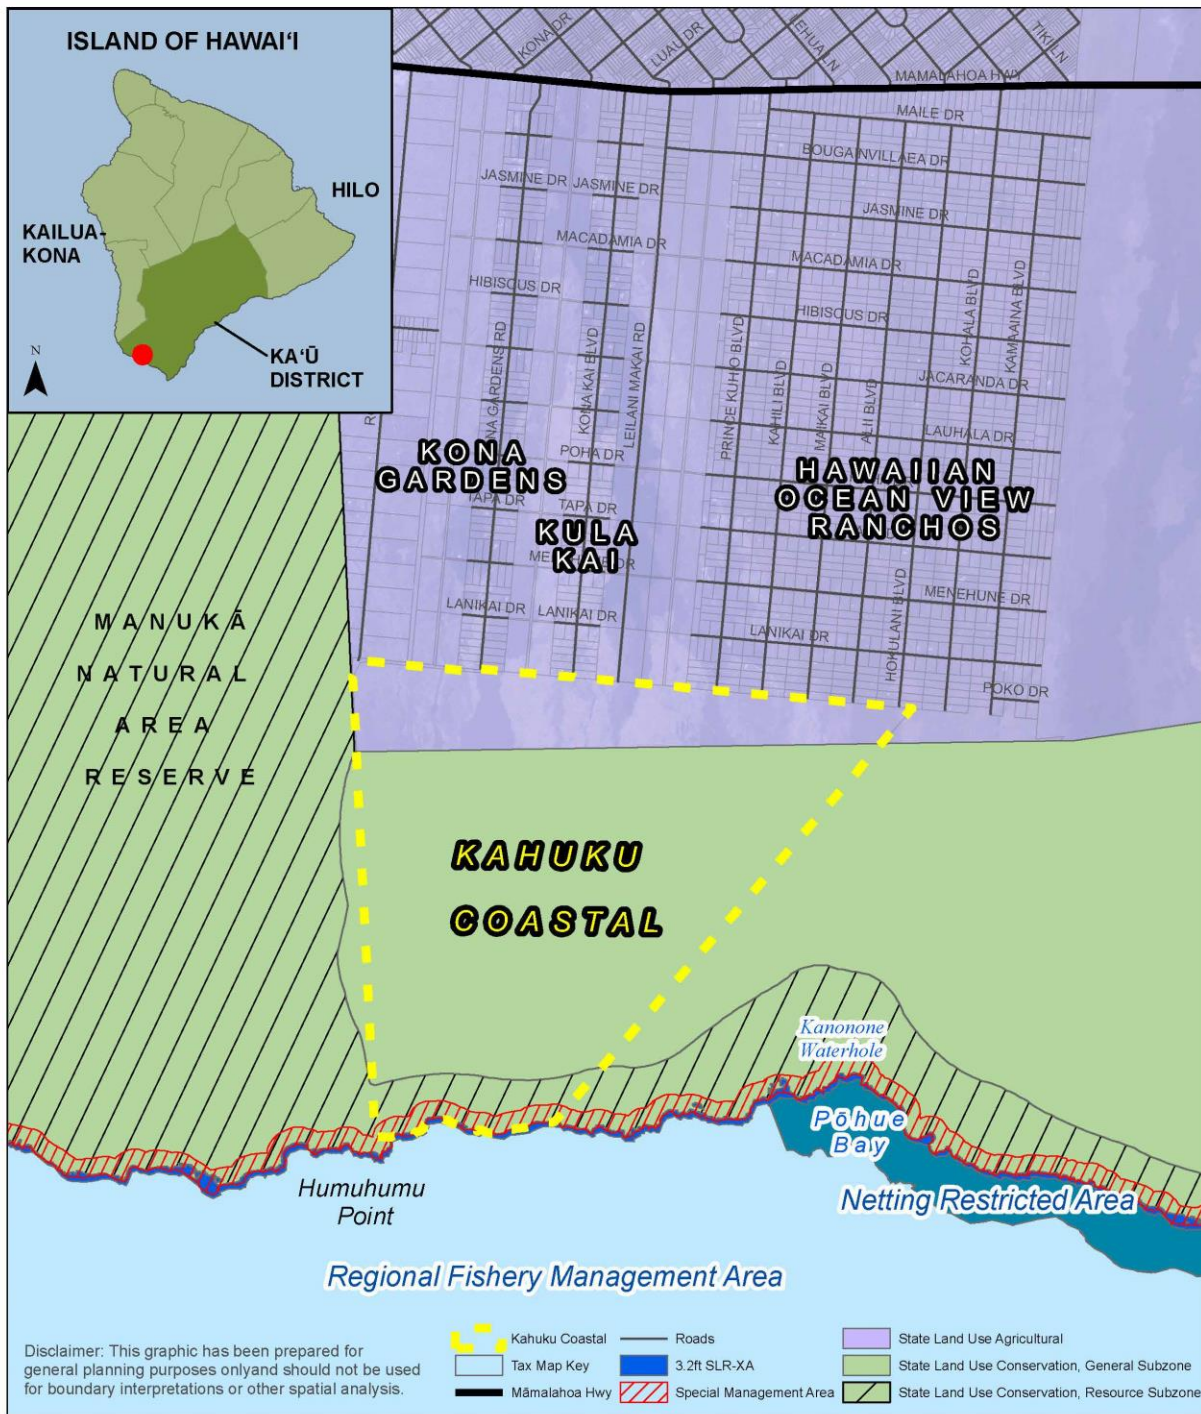 ISLAND OF HAWAIʻI
HILO
KAILUA-
KONA
N
KAʻŪ
DISTRICT
KONA DR
LUAU DR
LEHUA LN
TIKI LN
MAMALAHOA HWY
MAILE DR
BOUGAINVILLAEA DR
JASMINE DR
JASMINE DR
JASMINE DR
MACADAMIA DR
MACADAMIA DR
HIBISCUS DR
HIBISCUS DR
KOHALA BLVD
KAMAAINA BLVD
KONA KAI BLVD
LEILANI MAKAI RD
PRINCE KUHIO BLVD
KAHILI BLVD
MAIKAI BLVD
ALII BLVD
JACARANDA DR
LAUHALA DR
POHA DR
KONA
GARDENS
HAWAIIAN
OCEAN VIEW
RANCHOS
TAPA DR
TAPA DR
KULA
KAI
HOKULANI BLVD
MENEHUNE DR
LANIKAI DR
LANIKAI DR
LANIKAI DR
POKO DR
MANUKĀ
NATURAL
AREA
RESERVE
KAHUKU
COASTAL
Kanonone
Waterhole
Pōhue
Bay
Humuhumu
Point
Netting Restricted Area
Regional Fishery Management Area
Disclaimer: This graphic has been prepared for
general planning purposes onlyand should not be used
for boundary interpretations or other spatial analysis.
Kahuku Coastal
Tax Map Key
Māmalahoa Hwy
Roads
3.2ft SLR-XA
Special Management Area
State Land Use Agricultural
State Land Use Conservation, General Subzone
State Land Use Conservation, Resource Subzone